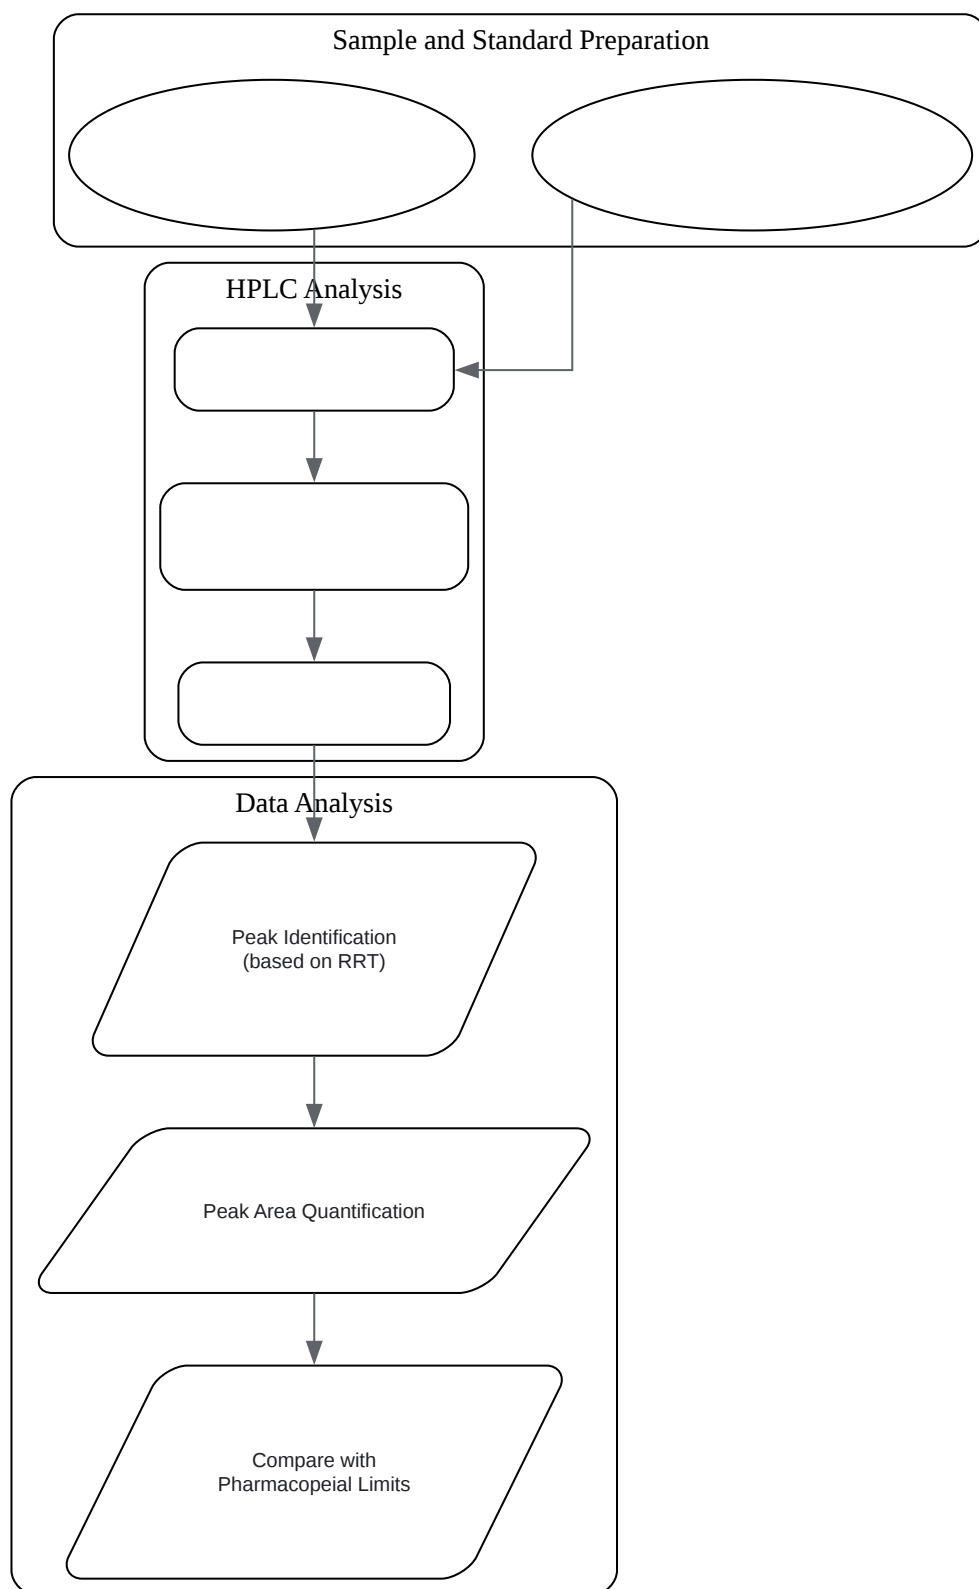 Sample and Standard Preparation
HPLC Analysis
Data Analysis
Peak Identification
(based on RRT)
Peak Area Quantification
Compare with
Pharmacopeial Limits